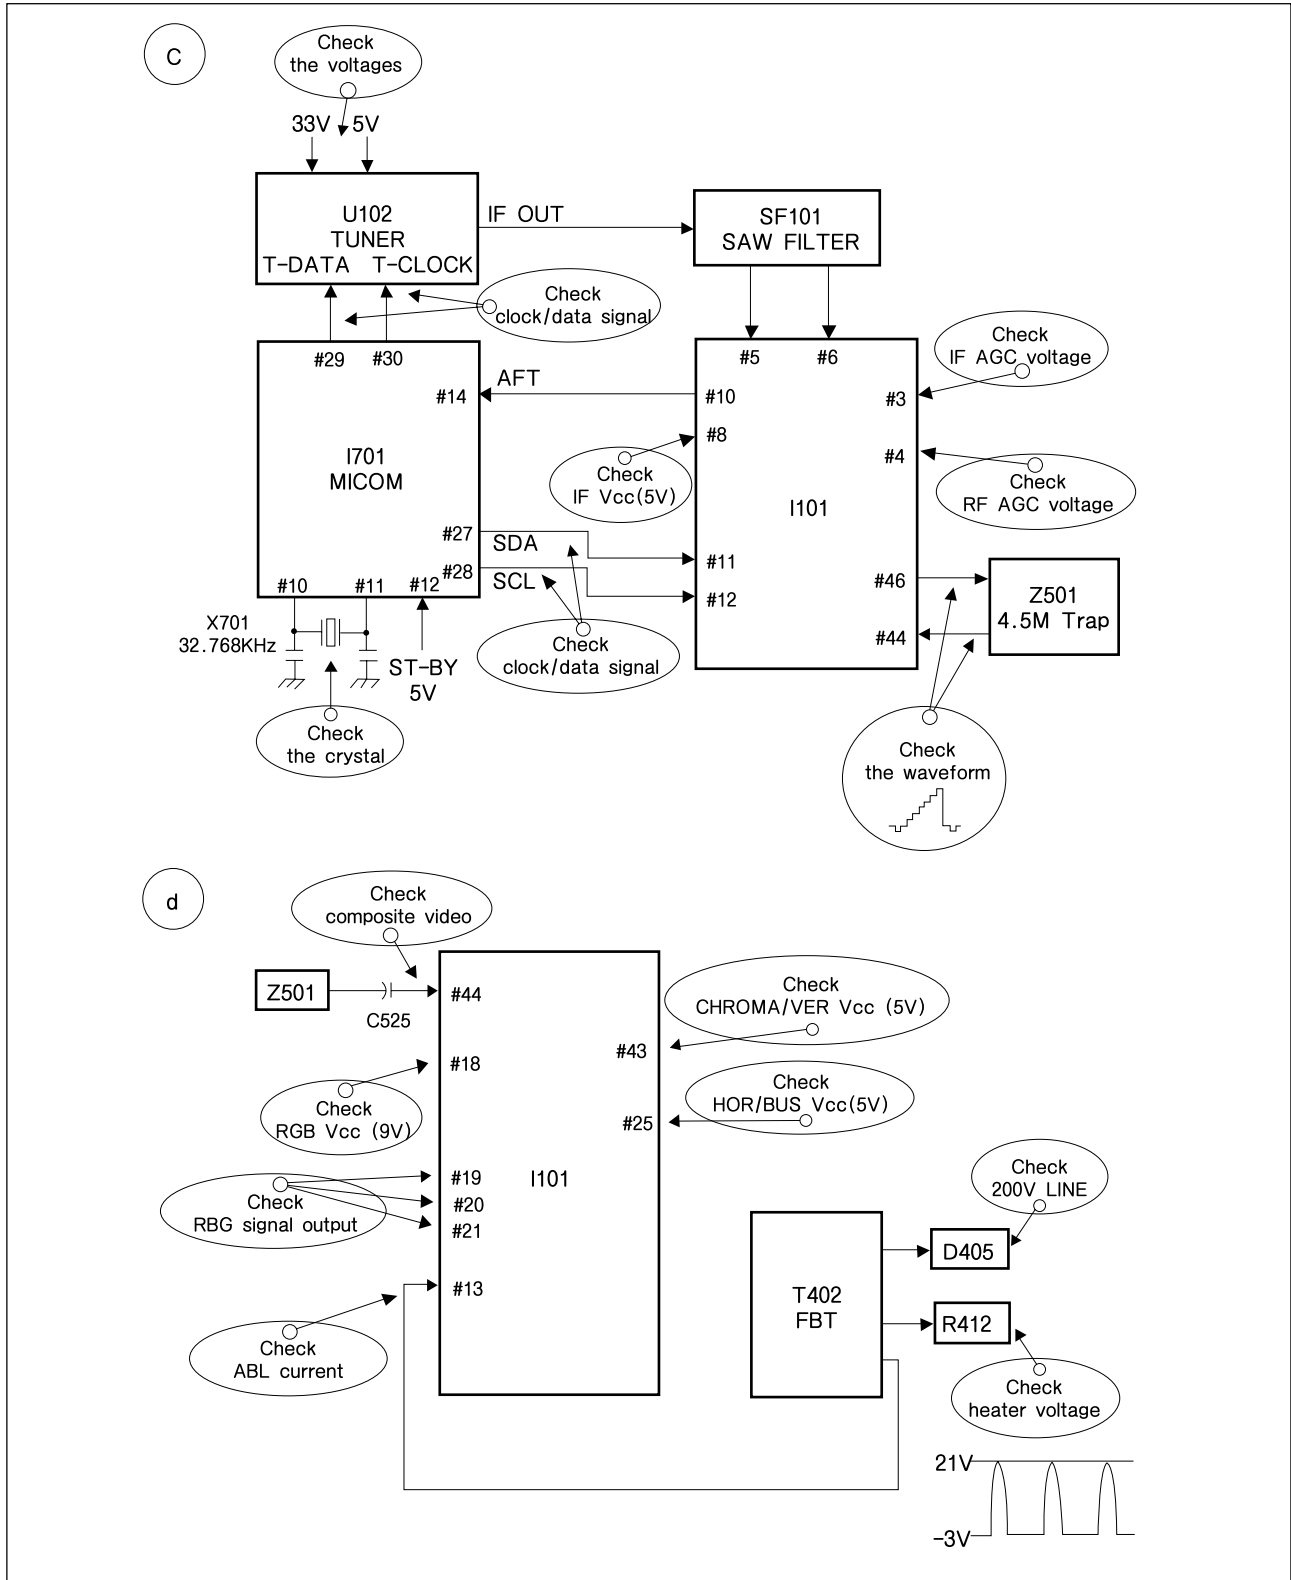 C
Check
the voltages
33V 5V
U102
TUNER
T-DATA T-CLOCK
IF OUT
SF101
SAW FILTER
Check
clock/data signal
#29 #30
#14
AFT
I701
MICOM
#27
#28
SDA
SCL
#10 #11 #12
X701
32.768KHz
ST-BY
5V
Check
the crystal
Check
clock/data signal
#5 #6
#10
#8
#3
#4
I101
#11
#12
#46
#44
Check
IF Vcc(5V)
Check
IF AGC voltage
Check
RF AGC voltage
Z501
4.5M Trap
Check
the waveform
d
Check
composite video
Z501
C525
#44
#18
Check
RGB Vcc (9V)
#19
#20
#21
Check
RBG signal output
#13
Check
ABL current
I101
#43
#25
Check
CHROMA/VER Vcc (5V)
Check
HOR/BUS Vcc(5V)
Check
200V LINE
T402
FBT
D405
R412
Check
heater voltage
21V
-3V